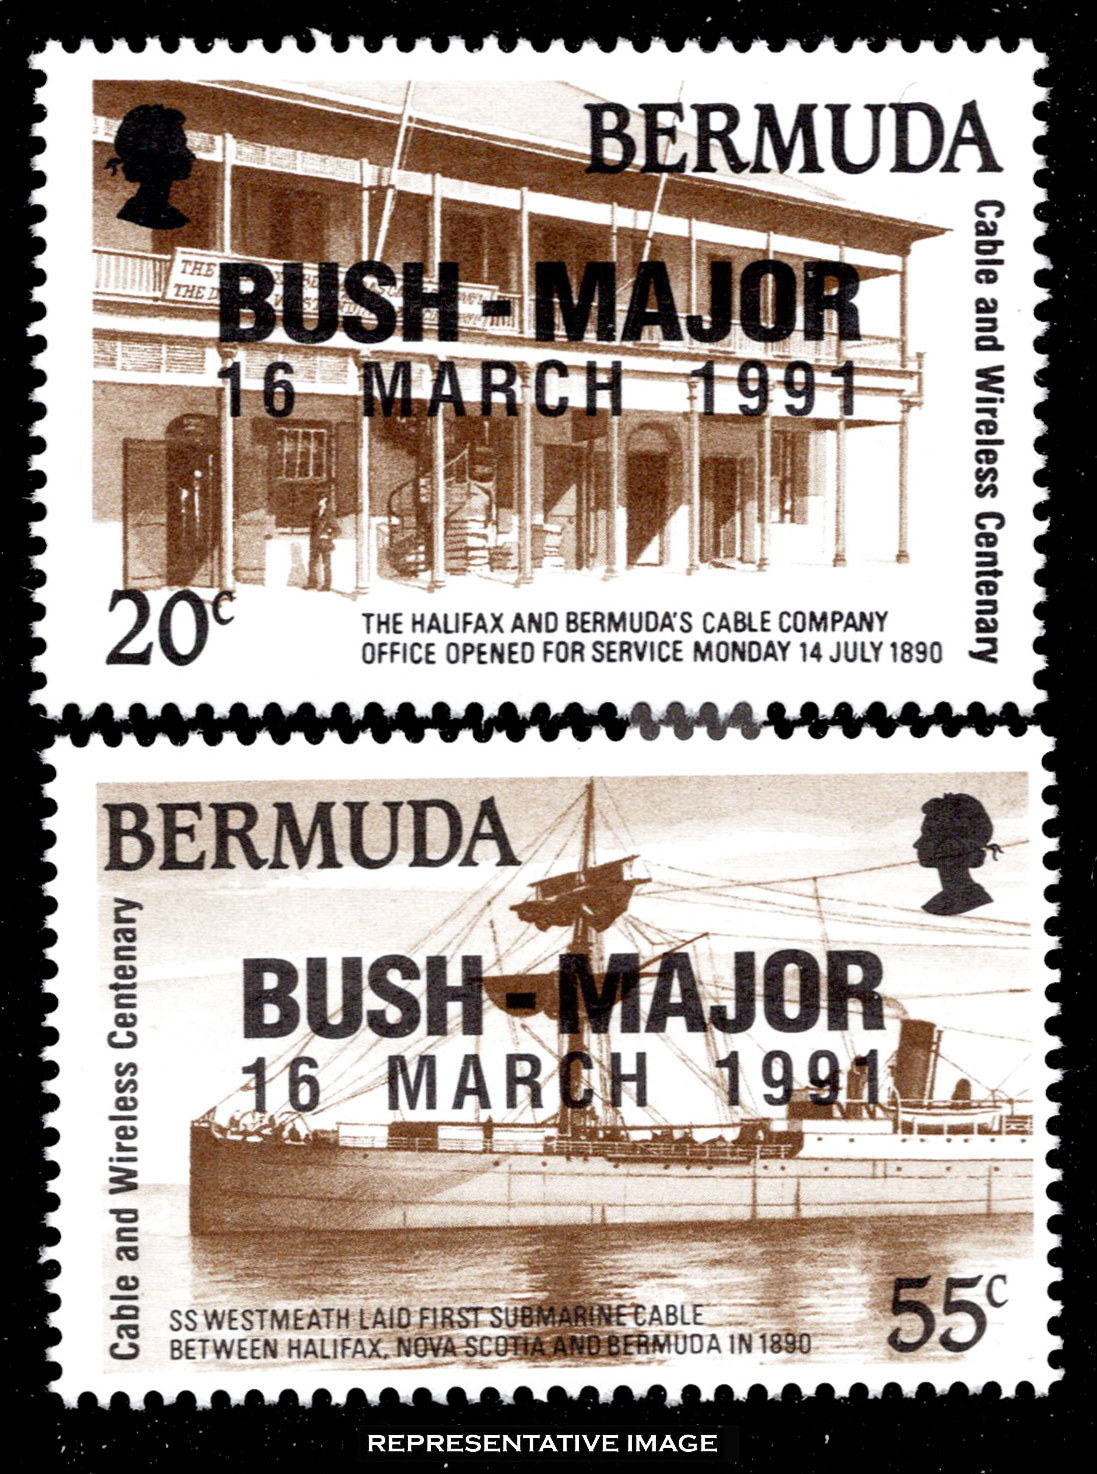 BERMUDA
Cable and Wireless Centenary
THE
THE
BUSH - MAJOR
16 MARCH 1991
20c
THE HALIFAX AND BERMUDA'S CABLE COMPANY
OFFICE OPENED FOR SERVICE MONDAY 14 JULY 1890
BERMUDA
Cable and Wireless Centenary
BUSH - MAJOR
16 MARCH 1991
SS WESTMEATH LAID FIRST SUBMARINE CABLE
BETWEEN HALIFAX, NOVA SCOTIA AND BERMUDA IN 1890
55c
REPRESENTATIVE IMAGE